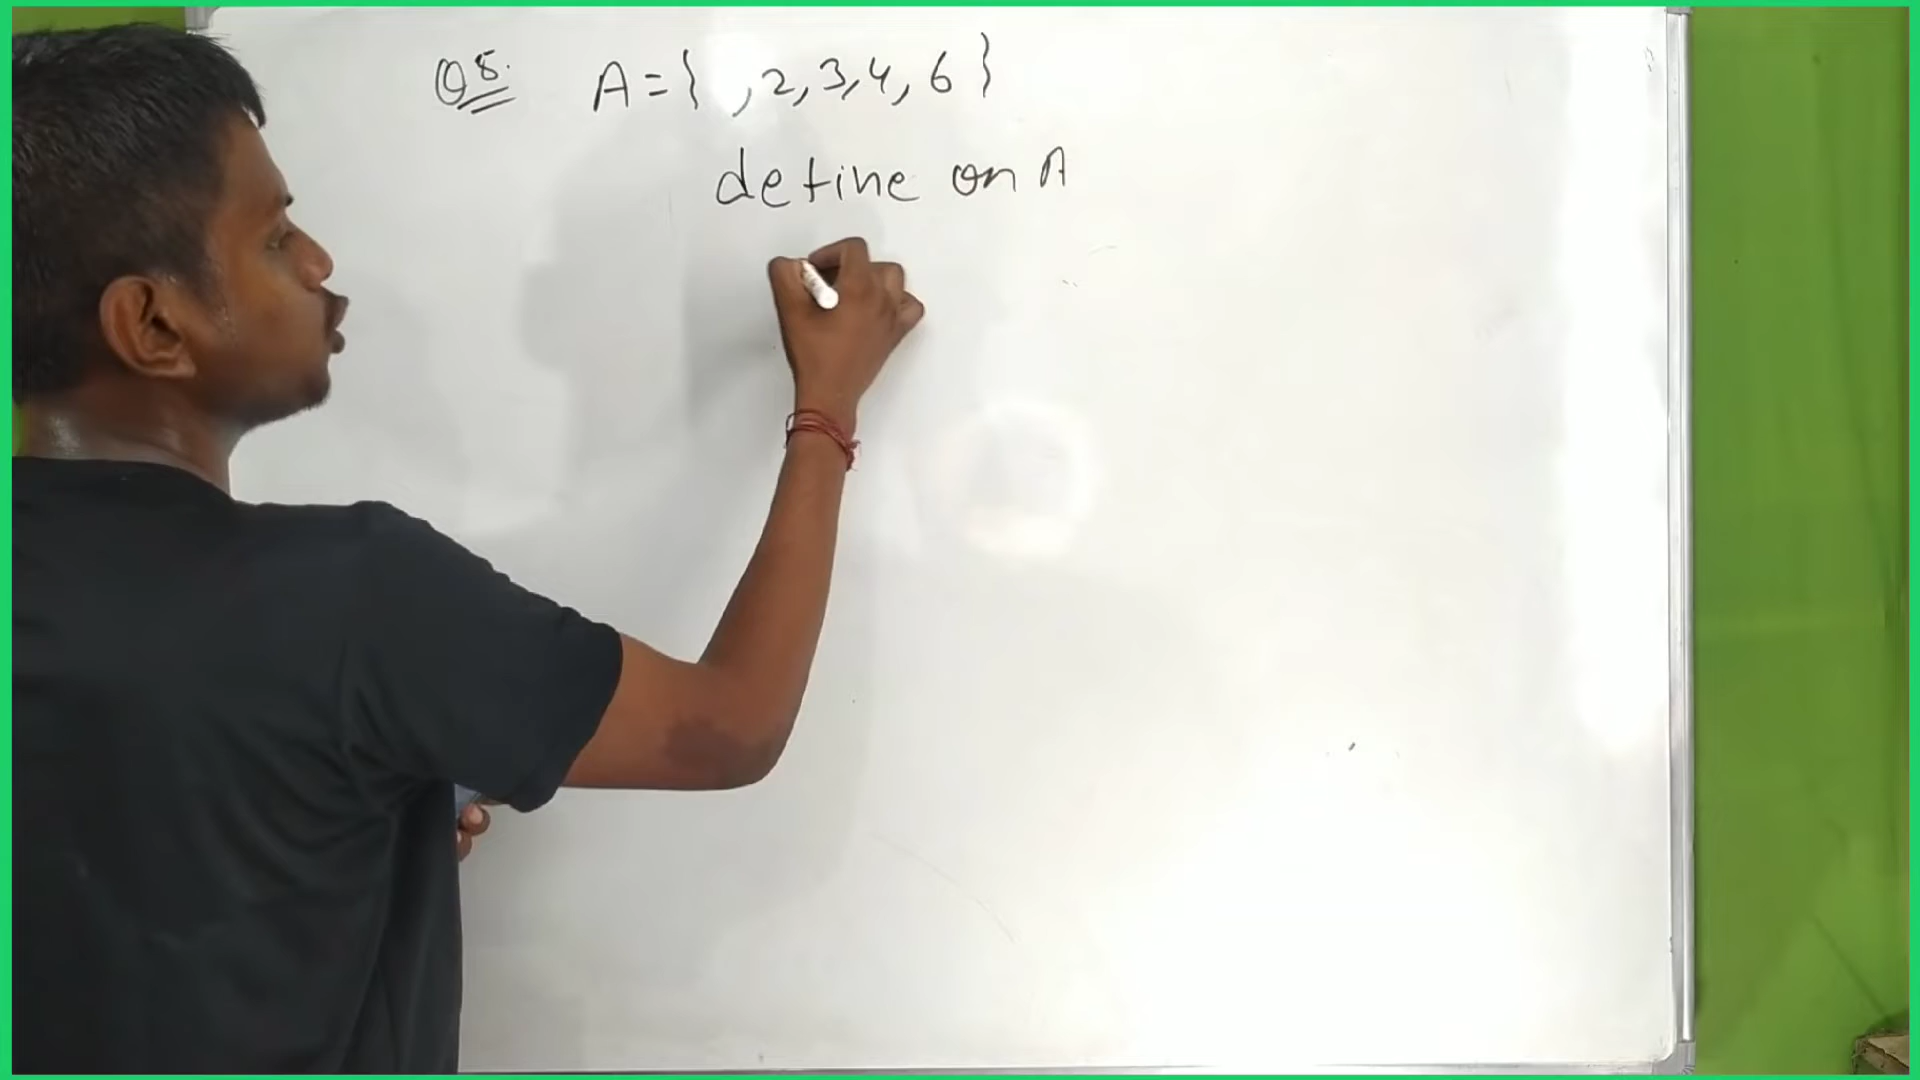 Q8. A = { , 2, 3, 4, 6 }
define on A